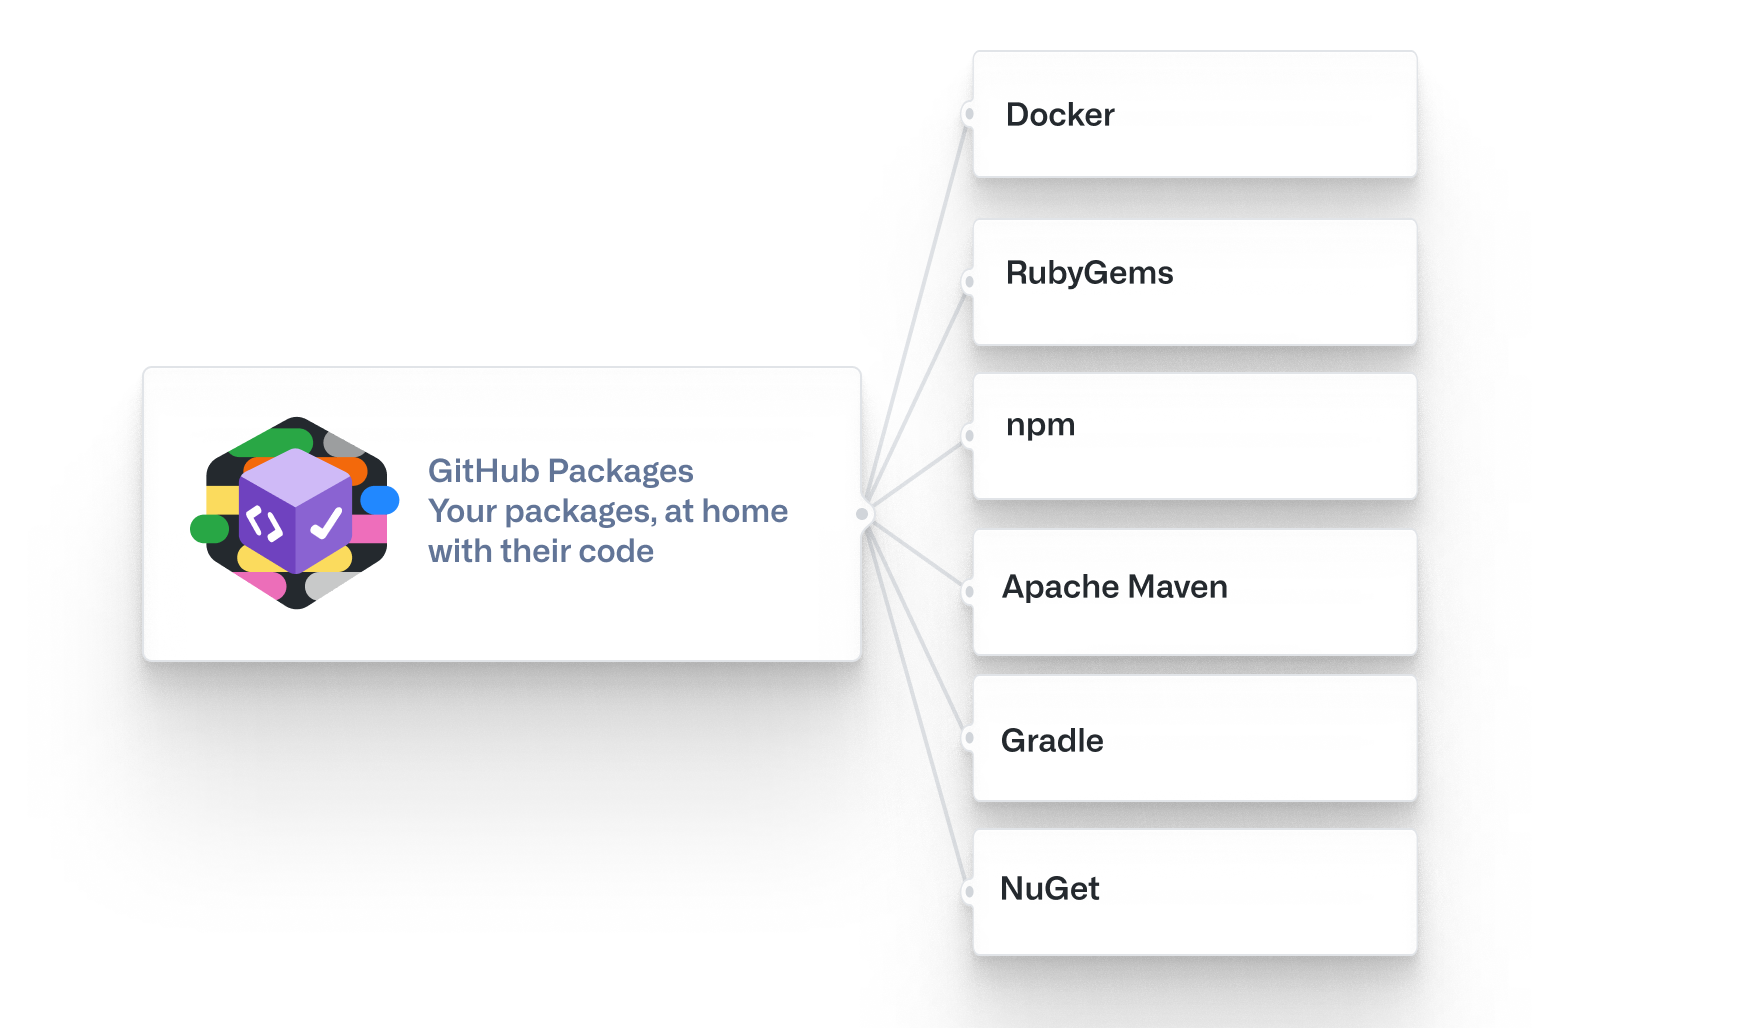 GitHub Packages
Your packages, at home
with their code
Docker
RubyGems
npm
Apache Maven
Gradle
NuGet